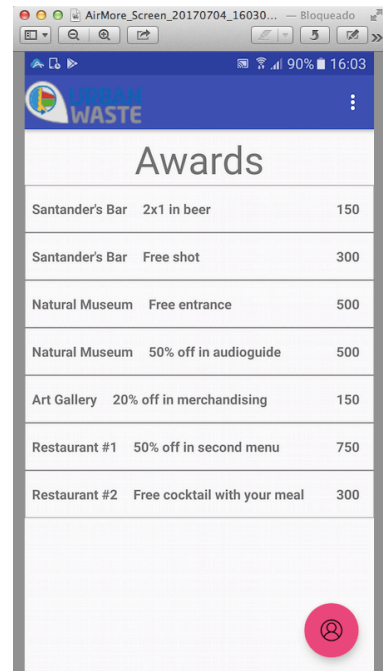 AirMore_Screen_20170704_16030... — Bloqueado
90% 16:03
URBAN
WASTE
Awards
Santander's Bar 2x1 in beer 150
Santander's Bar Free shot 300
Natural Museum Free entrance 500
Natural Museum 50% off in audioguide 500
Art Gallery 20% off in merchandising 150
Restaurant #1 50% off in second menu 750
Restaurant #2 Free cocktail with your meal 300